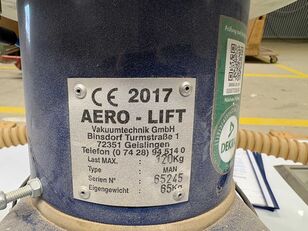 CE 2017
AERO - LIFT
Vakuumtechnik GmbH
Binsdorf Turmstraße 1
72351 Geislingen
Telefon (0 74 28) 94 514 0
Last MAX. : 120Kg
Type : MAN
Serien N° : 65245
Eigengewicht : 65Kg
DEKRA